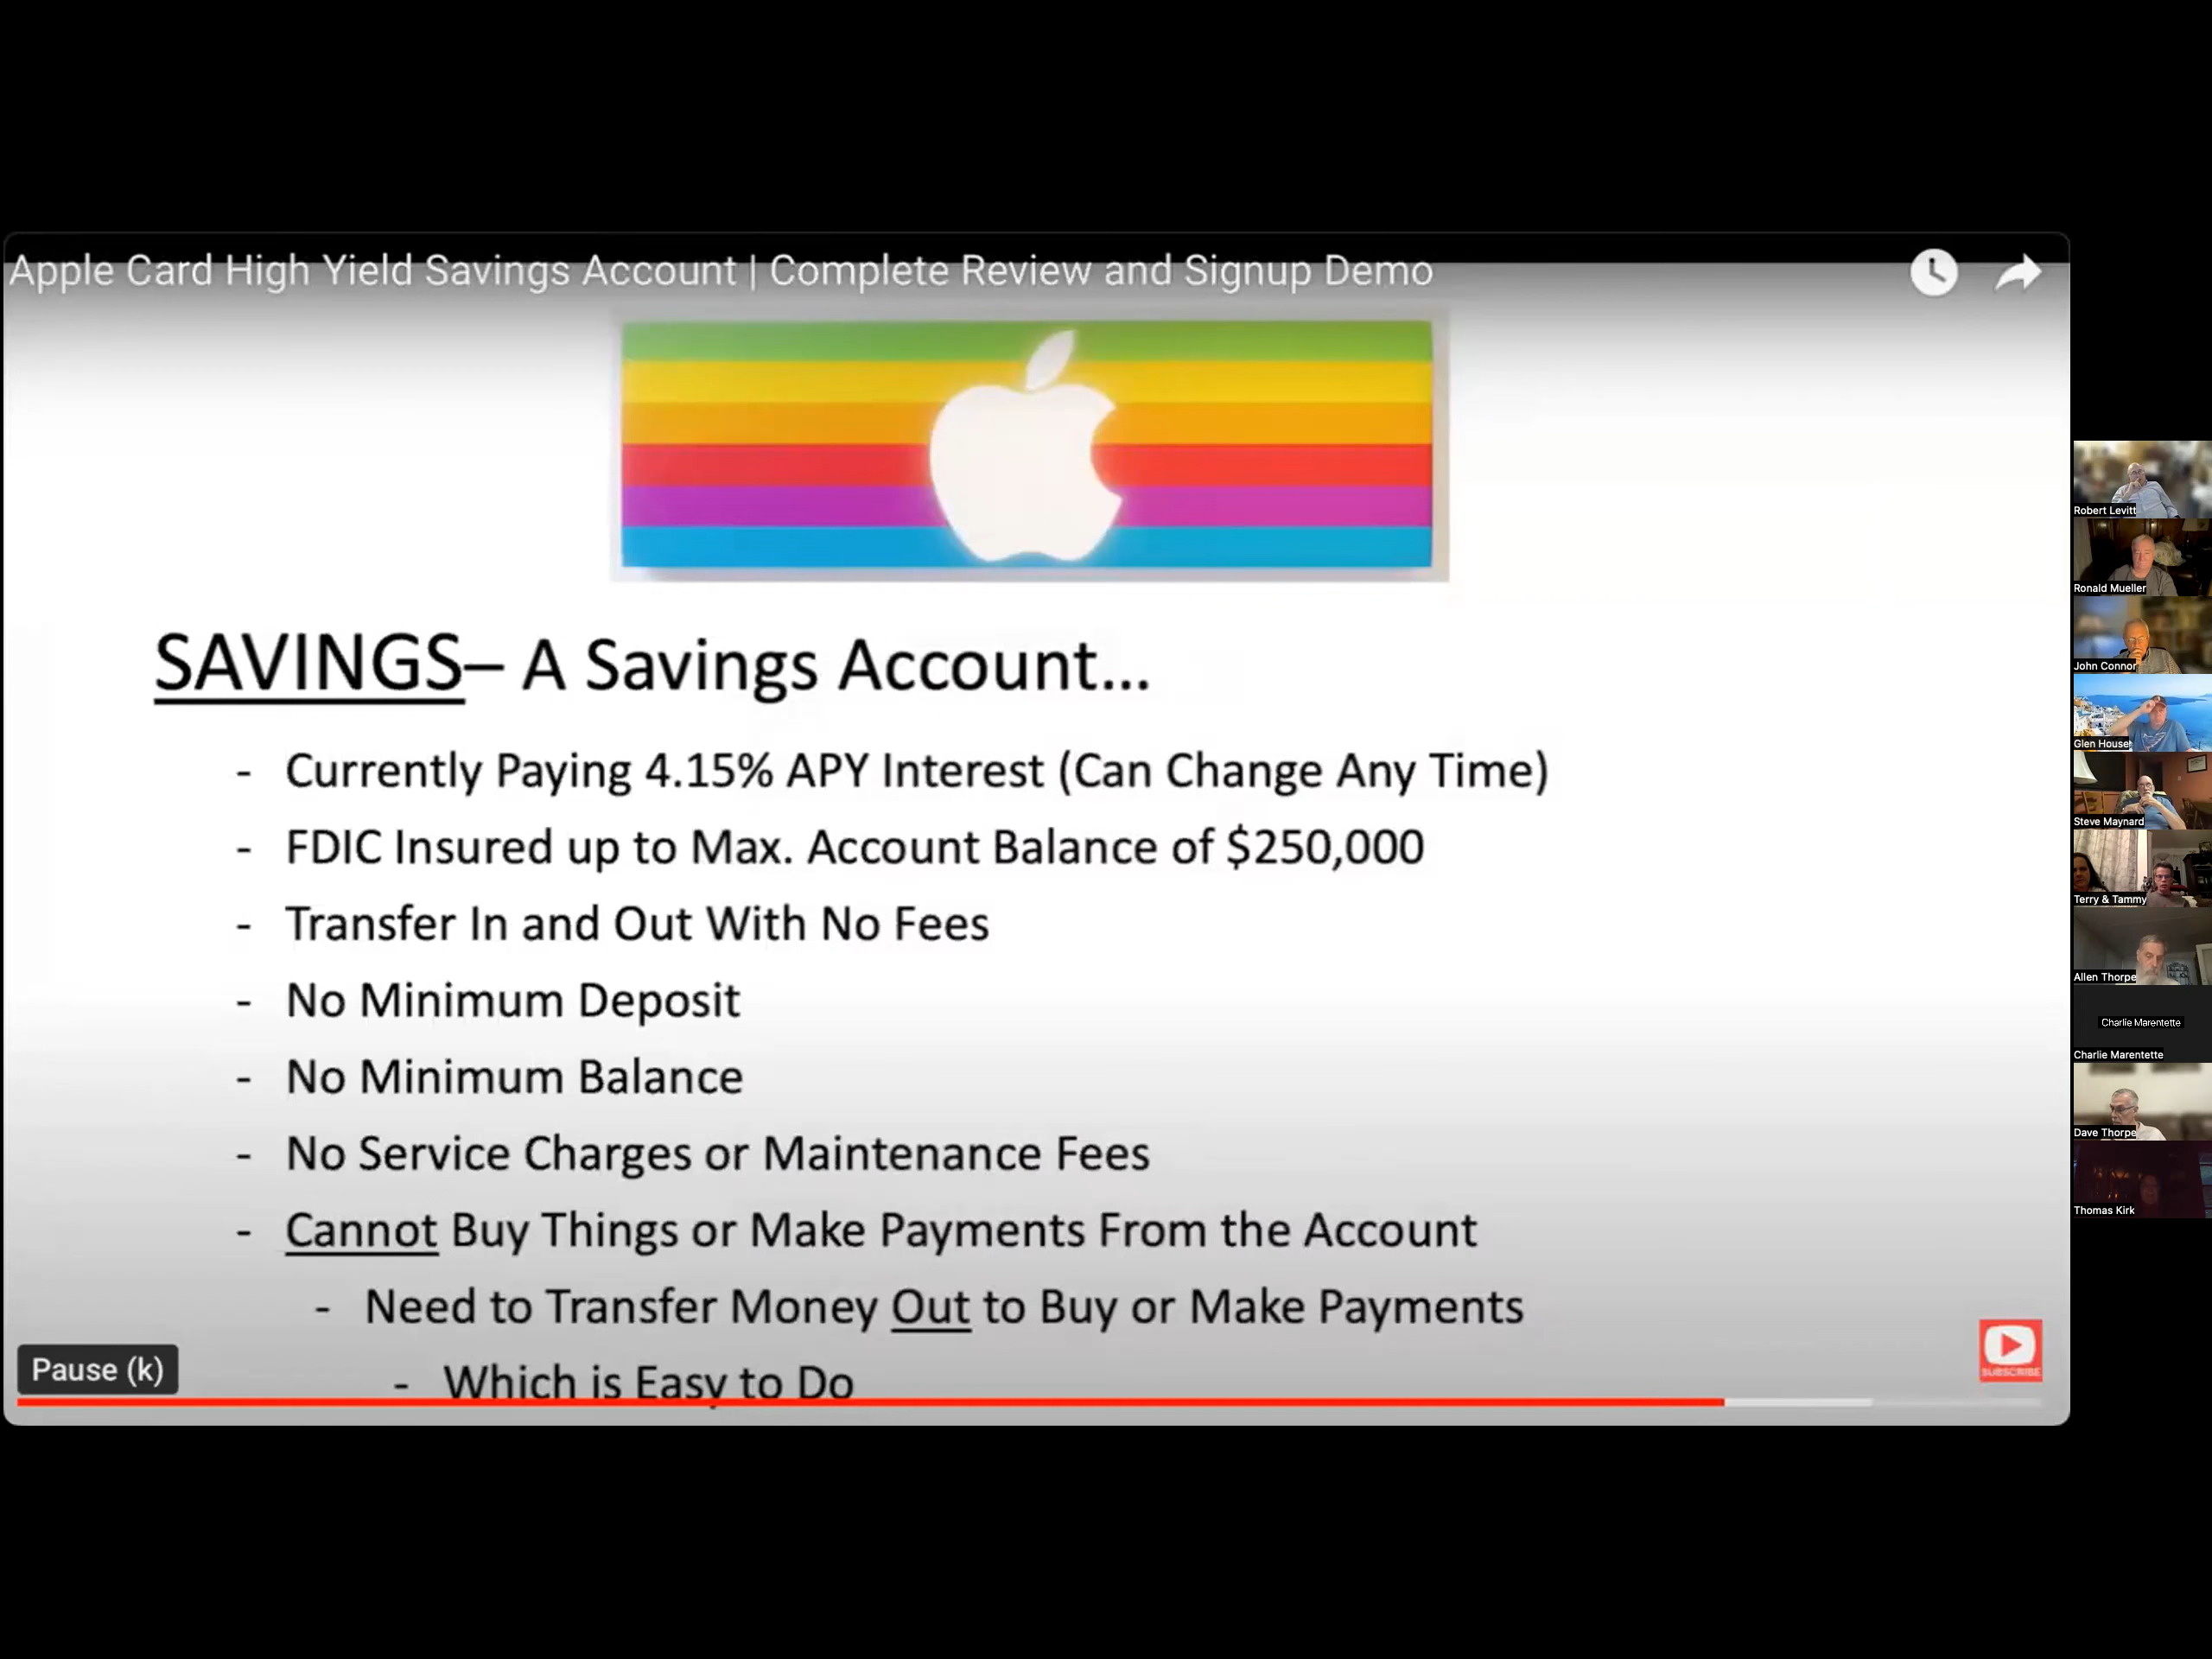 Apple Card High Yield Savings Account | Complete Review and Signup Demo
SAVINGS– A Savings Account...
- Currently Paying 4.15% APY Interest (Can Change Any Time)
- FDIC Insured up to Max. Account Balance of $250,000
- Transfer In and Out With No Fees
- No Minimum Deposit
- No Minimum Balance
- No Service Charges or Maintenance Fees
- Cannot Buy Things or Make Payments From the Account
- Need to Transfer Money Out to Buy or Make Payments
- Which is Easy to Do
Pause (k)
SUBSCRIBE
Robert Levitt
Ronald Mueller
John Connor
Glen House
Steve Maynard
Terry & Tammy
Allen Thorpe
Charlie Marentette
Charlie Marentette
Dave Thorpe
Thomas Kirk